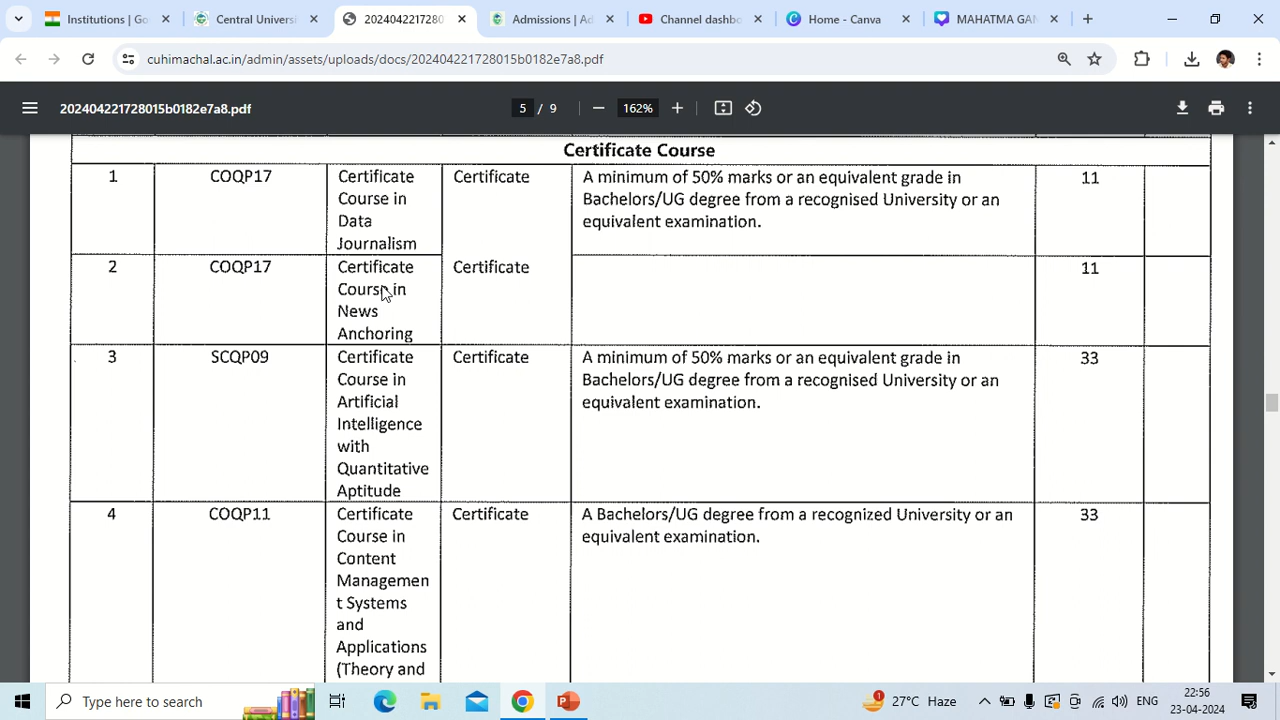 Institutions | Go
Central Universi
2024042217280
Admissions | Ad
Channel dashbo
Home - Canva
MAHATMA GAN
cuhimachal.ac.in/admin/assets/uploads/docs/202404221728015b0182e7a8.pdf
202404221728015b0182e7a8.pdf
5 / 9
162%
Certificate Course
1
COQP17
Certificate
Course in
Data
Journalism
Certificate
A minimum of 50% marks or an equivalent grade in
Bachelors/UG degree from a recognised University or an
equivalent examination.
11
2
COQP17
Certificate
Course in
News
Anchoring
Certificate
11
3
SCQP09
Certificate
Course in
Artificial
Intelligence
with
Quantitative
Aptitude
Certificate
A minimum of 50% marks or an equivalent grade in
Bachelors/UG degree from a recognised University or an
equivalent examination.
33
4
COQP11
Certificate
Course in
Content
Managemen
t Systems
and
Applications
(Theory and
Certificate
A Bachelors/UG degree from a recognized University or an
equivalent examination.
33
Type here to search
1
27°C Haze
ENG
22:56
23-04-2024